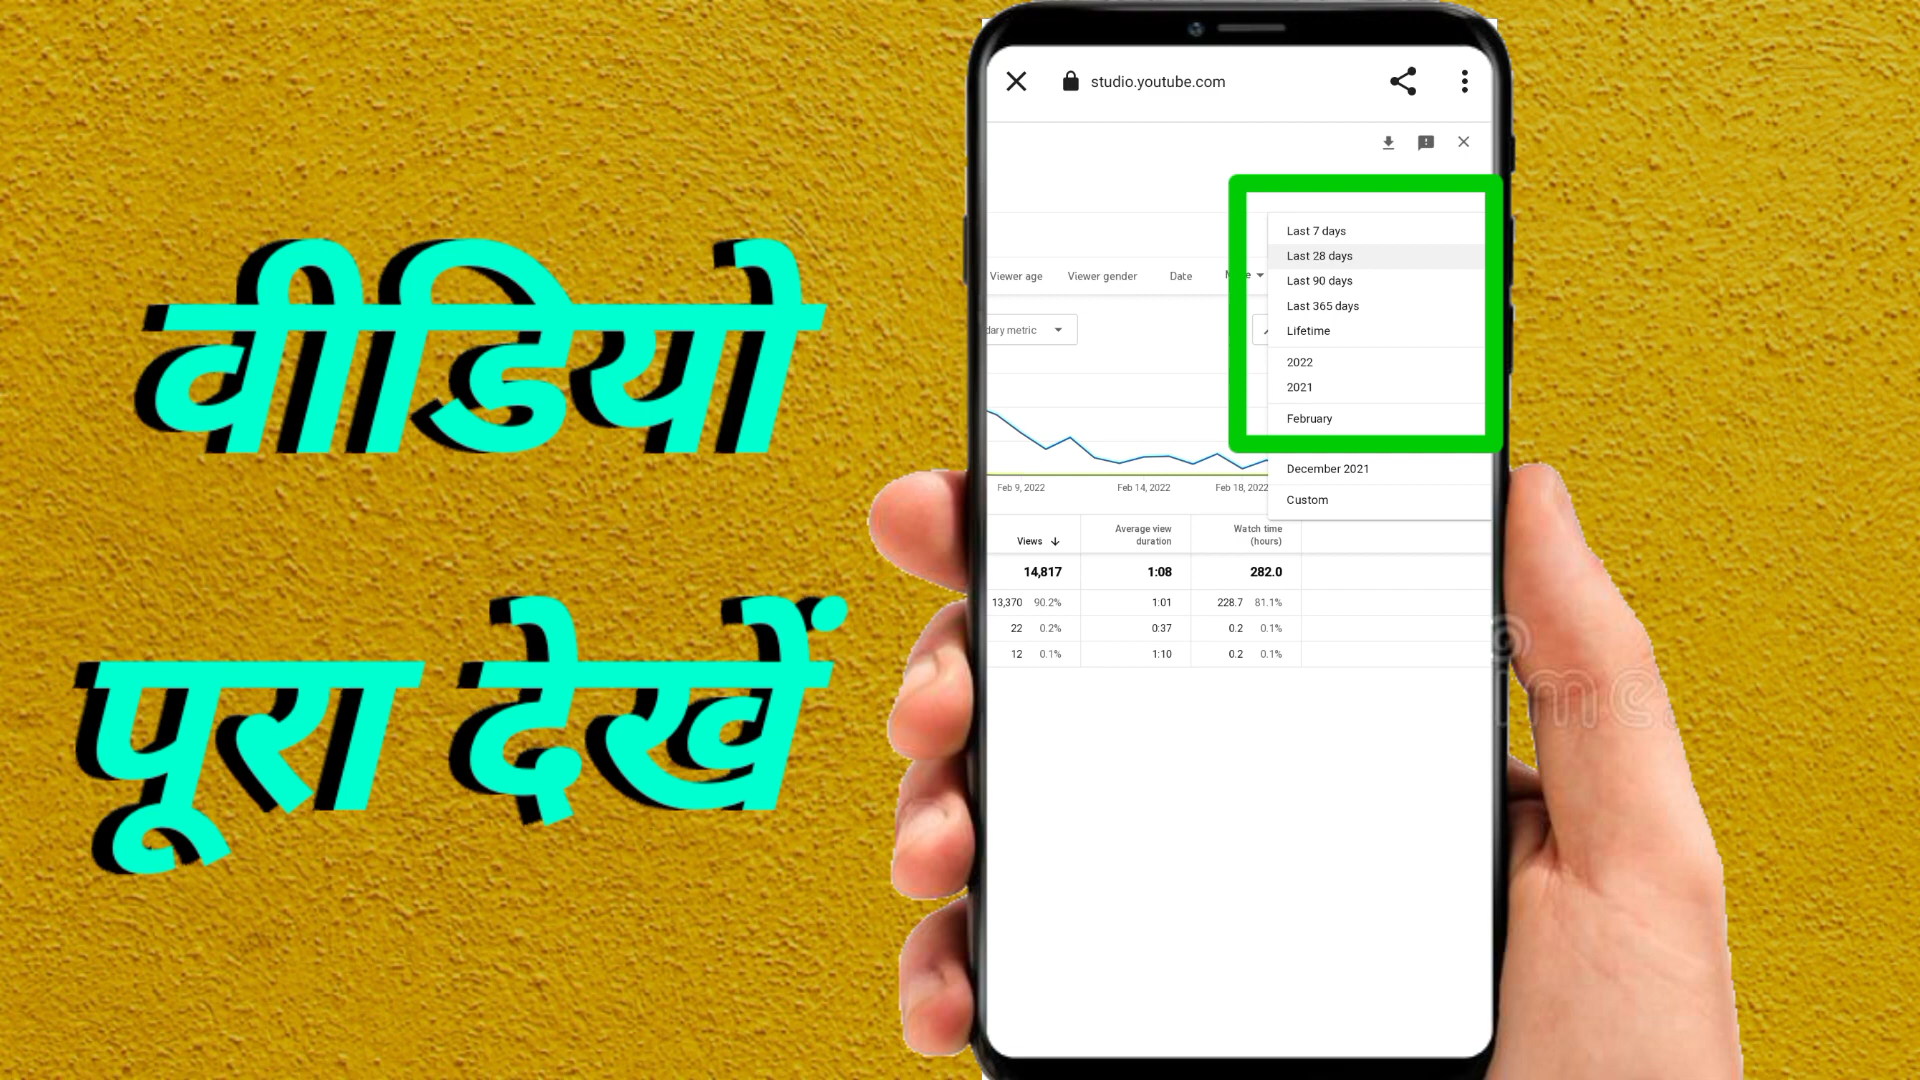 वीडियो
पूरा देखें
studio.youtube.com
Last 7 days
Last 28 days
Viewer age Viewer gender Date
Last 90 days
Last 365 days
dary metric Lifetime
2022
2021
February
December 2021
Feb 9, 2022 Feb 14, 2022 Feb 18, 2022
Custom
Views Average view duration Watch time (hours)
14,817 1:08 282.0
13,370 90.2% 1:01 228.7 81.1%
22 0.2% 0:37 0.2 0.1%
12 0.1% 1:10 0.2 0.1%